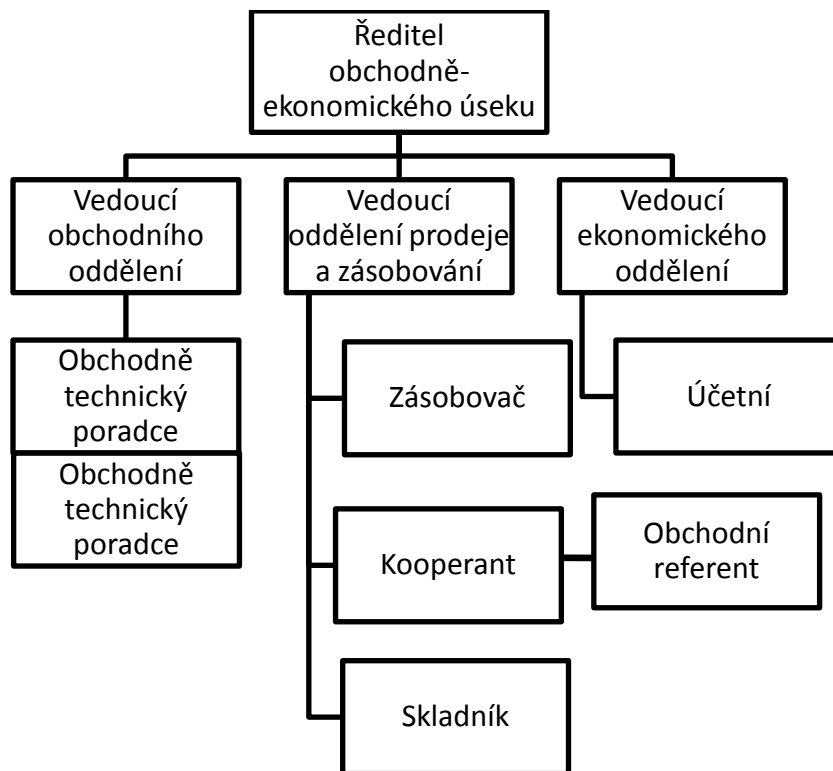 Ředitel
obchodně-
ekonomického úseku
Vedoucí
obchodního
oddělení
Vedoucí
oddělení prodeje
a zásobování
Vedoucí
ekonomického
oddělení
Obchodně
technický
poradce
Obchodně
technický
poradce
Zásobovač
Kooperant
Obchodní
referent
Skladník
Účetní